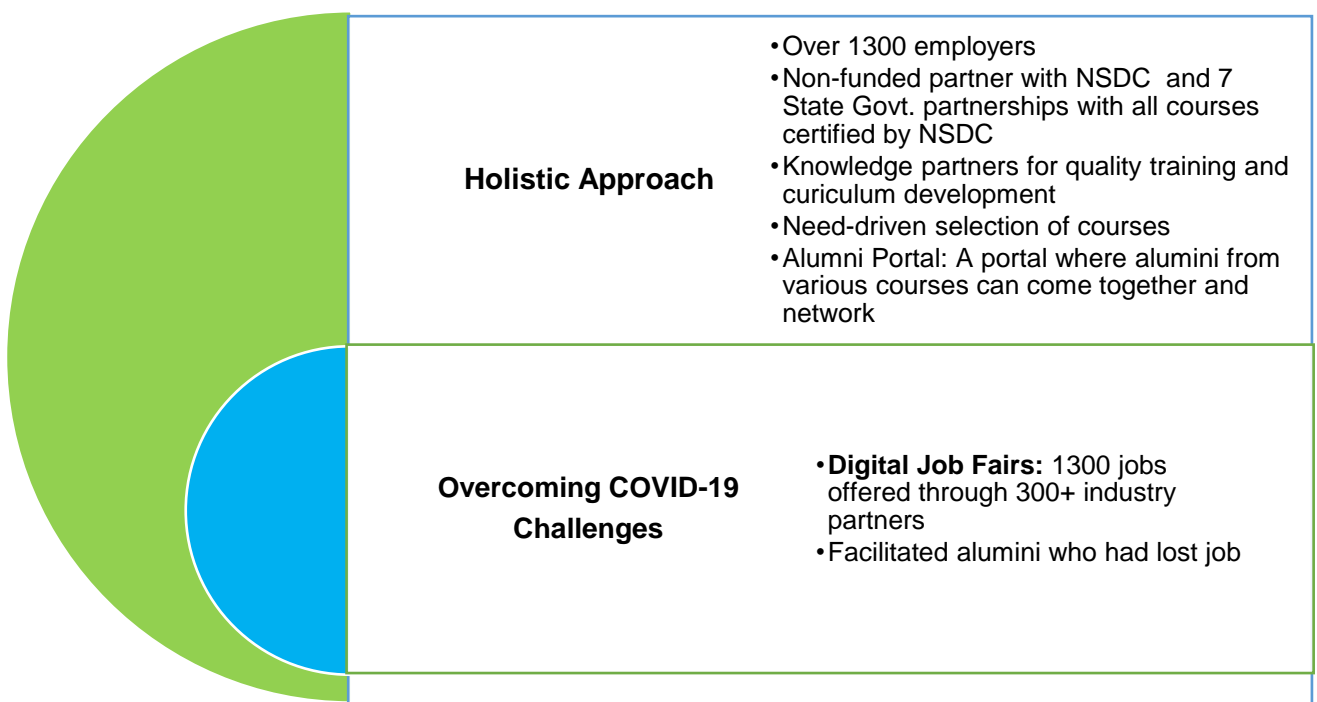 Holistic Approach
•Over 1300 employers
•Non-funded partner with NSDC and 7
State Govt. partnerships with all courses
certified by NSDC
•Knowledge partners for quality training and
curiculum development
•Need-driven selection of courses
•Alumni Portal: A portal where alumini from
various courses can come together and
network
Overcoming COVID-19
Challenges
•Digital Job Fairs: 1300 jobs
offered through 300+ industry
partners
•Facilitated alumini who had lost job